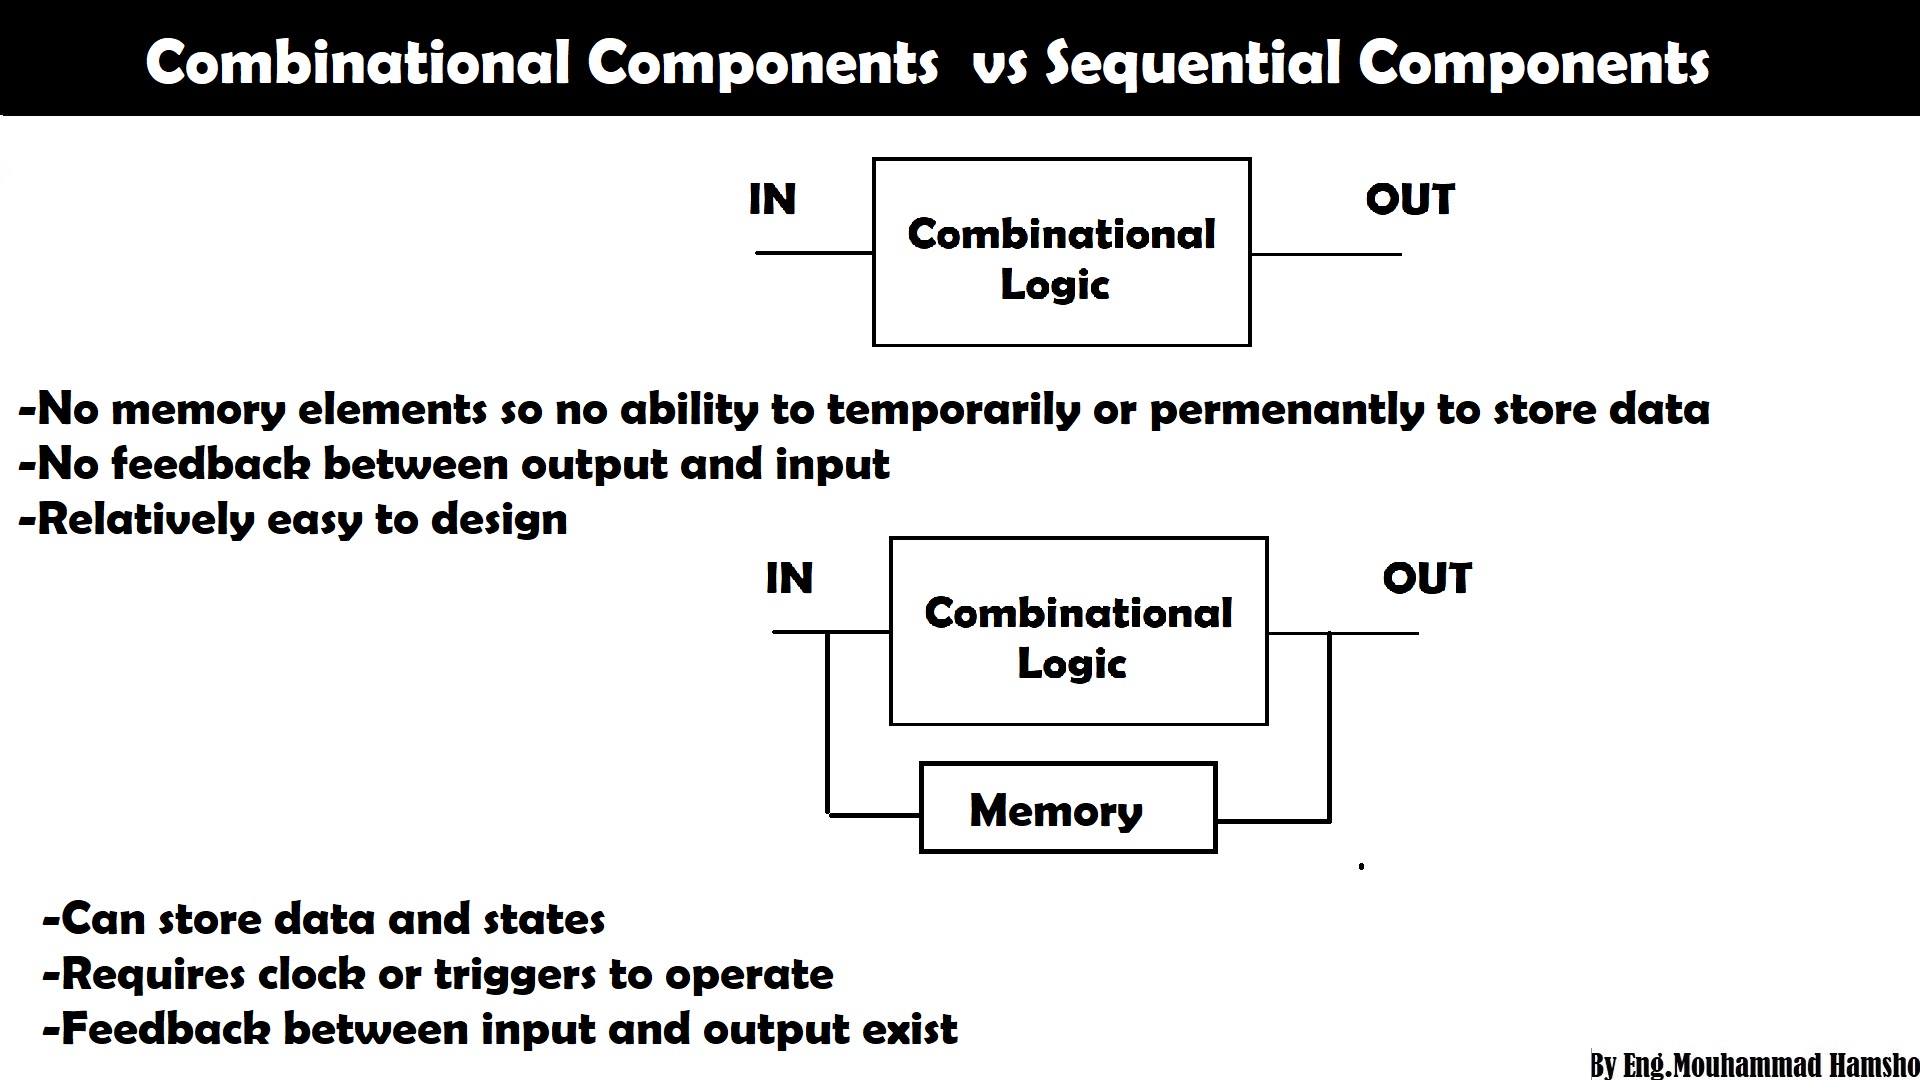 Combinational Components vs Sequential Components
IN
OUT
Combinational
Logic
-No memory elements so no ability to temporarily or permenantly to store data
-No feedback between output and input
-Relatively easy to design
IN
OUT
Combinational
Logic
Memory
-Can store data and states
-Requires clock or triggers to operate
-Feedback between input and output exist
By Eng.Mouhammad Hamsho